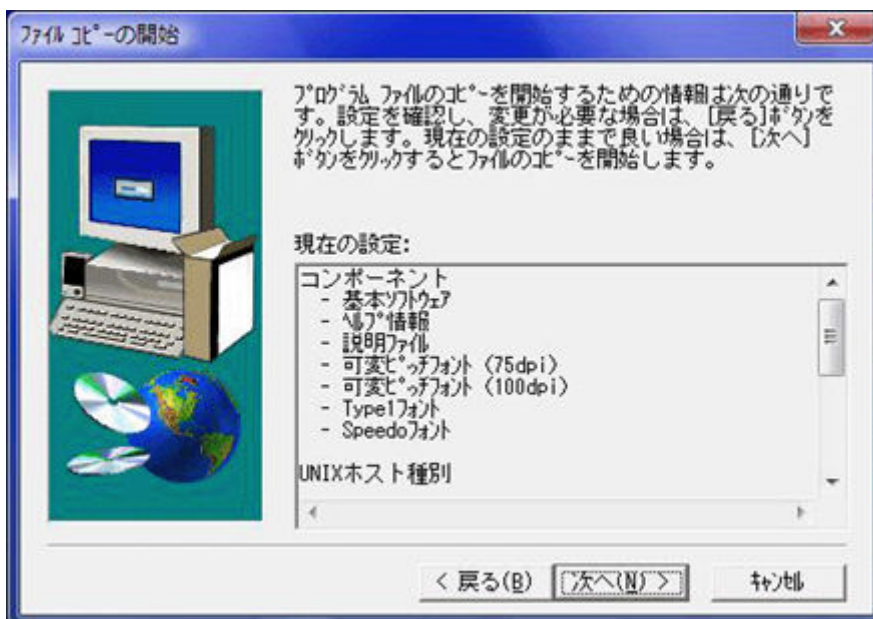 ﾌｧｲﾙ ｺﾋﾟｰの開始
ﾌﾟﾛｸﾞﾗﾑ ﾌｧｲﾙのｺﾋﾟｰを開始するための情報は次の通りで
す。設定を確認し、変更が必要な場合は、[戻る]ﾎﾞﾀﾝを
ｸﾘｯｸします。現在の設定のままで良い場合は、[次へ]
ﾎﾞﾀﾝをｸﾘｯｸするとﾌｧｲﾙのｺﾋﾟｰを開始します。
現在の設定:
コンポーネント
- 基本ｿﾌﾄｳｪｱ
- ﾍﾙﾌﾟ情報
- 説明ﾌｧｲﾙ
- 可変ﾋﾟｯﾁﾌｫﾝﾄ (75dpi)
- 可変ﾋﾟｯﾁﾌｫﾝﾄ (100dpi)
- Type1ﾌｫﾝﾄ
- Speedoﾌｫﾝﾄ
UNIXホスト種別
< 戻る(B)
次へ(N) >
ｷｬﾝｾﾙ